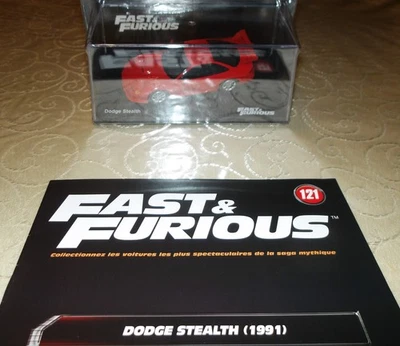 FAST &
FURIOUS
Dodge Stealth
FAST &
FURIOUS
121
FAST &
FURIOUS™
Collectionnez les voitures les plus spectaculaires de la saga mythique
DODGE STEALTH (1991)